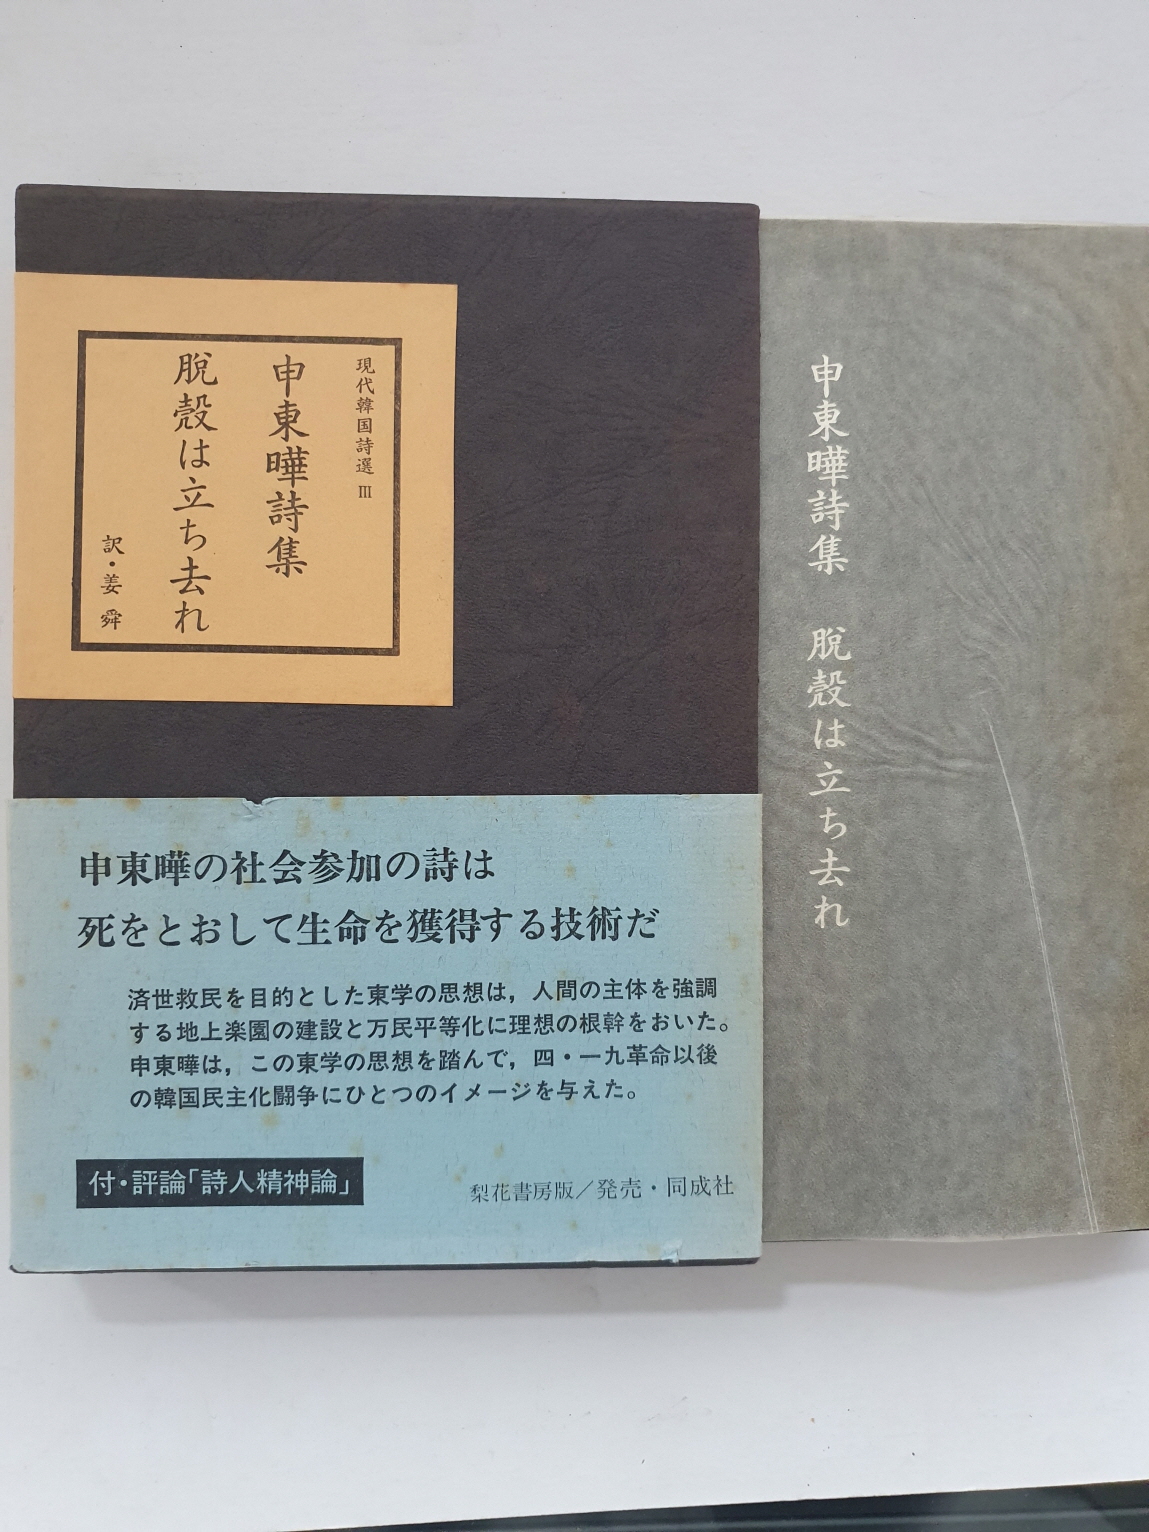 現代韓国詩選 Ⅲ
申東曄詩集
脱殻は立ち去れ
訳・姜 舜
申東曄の社会参加の詩は
死をとおして生命を獲得する技術だ
済世救民を目的とした東学の思想は，人間の主体を強調
する地上楽園の建設と万民平等化に理想の根幹をおいた。
申東曄は，この東学の思想を踏んで，四・一九革命以後
の韓国民主化闘争にひとつのイメージを与えた。
付・評論「詩人精神論」
梨花書房版／発売・同成社
申東曄詩集 脱殻は立ち去れ